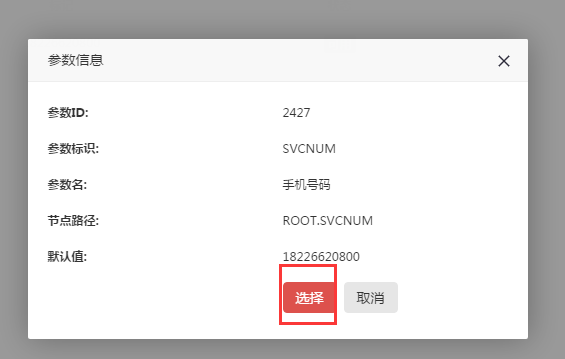 参数信息
参数ID: 2427
参数标识: SVCNUM
参数名: 手机号码
节点路径: ROOT.SVCNUM
默认值: 18226620800
选择 取消